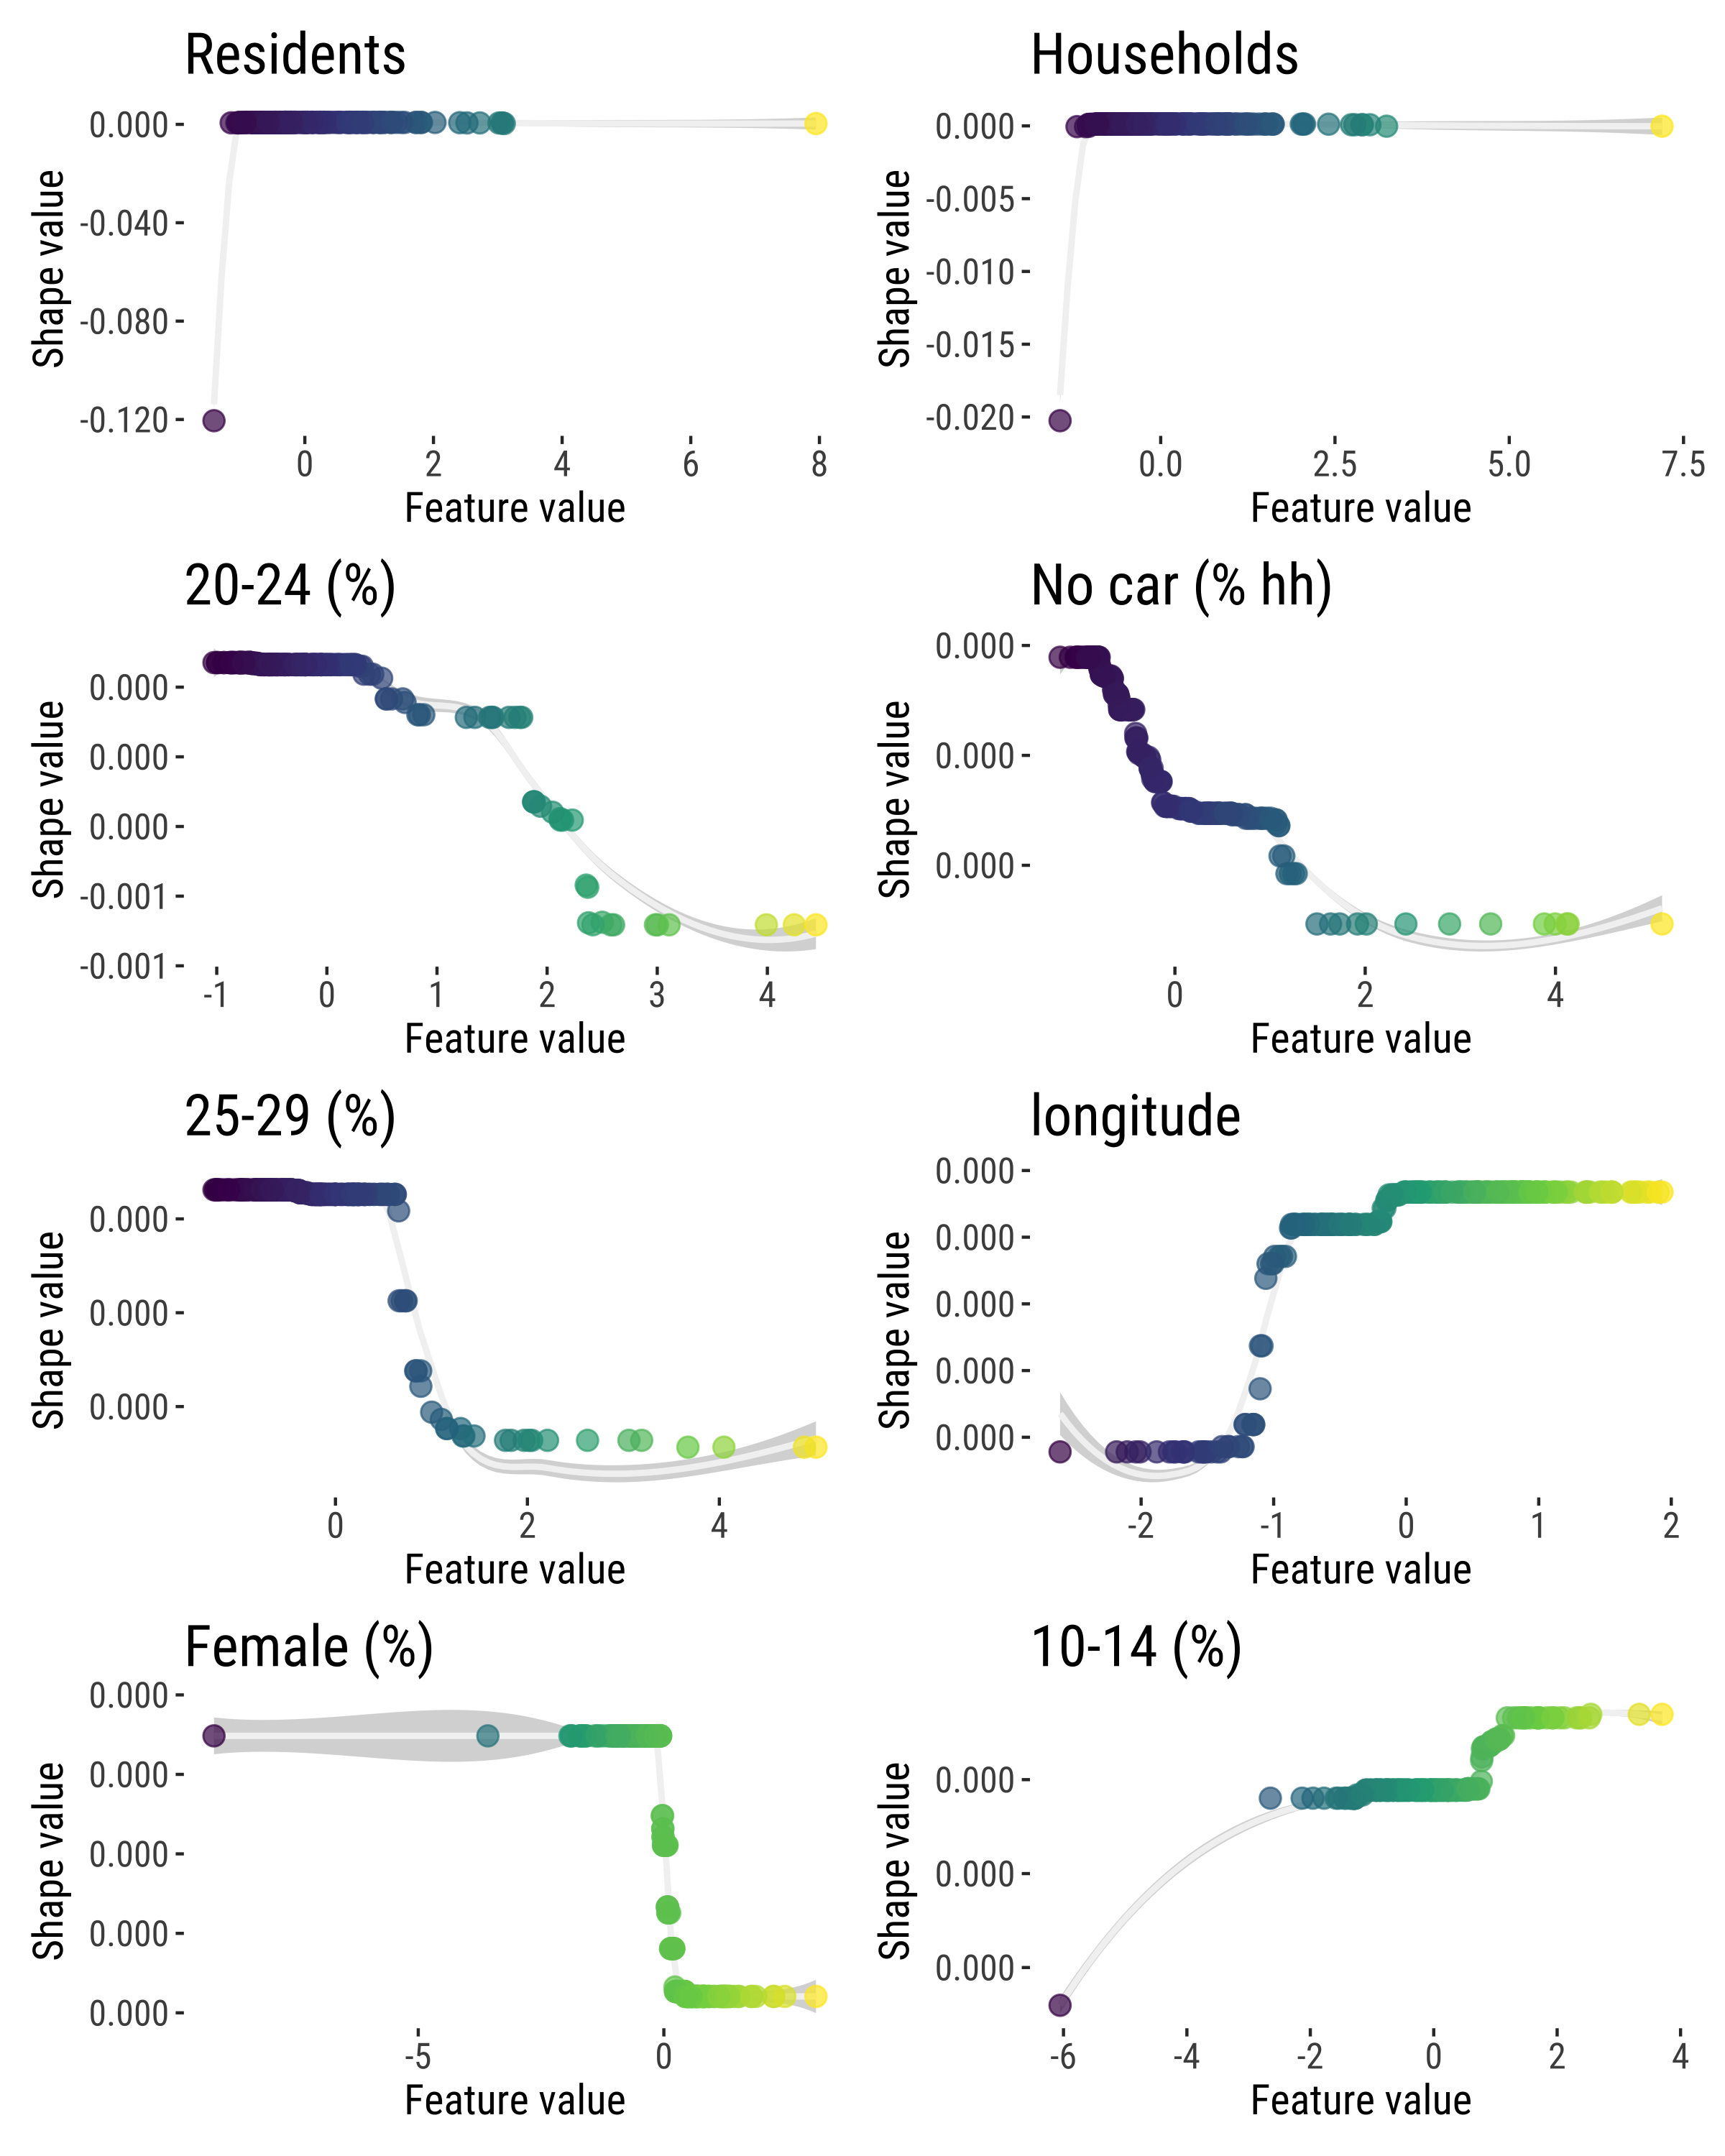 Residents
Shape value
0.000
-0.040
-0.080
-0.120
0 2 4 6 8
Feature value
Households
Shape value
0.000
-0.005
-0.010
-0.015
-0.020
0.0 2.5 5.0 7.5
Feature value
20-24 (%)
Shape value
0.000
0.000
0.000
-0.001
-0.001
-1 0 1 2 3 4
Feature value
No car (% hh)
Shape value
0.000
0.000
0.000
0 2 4
Feature value
25-29 (%)
Shape value
0.000
0.000
0.000
0 2 4
Feature value
longitude
Shape value
0.000
0.000
0.000
0.000
0.000
-2 -1 0 1 2
Feature value
Female (%)
Shape value
0.000
0.000
0.000
0.000
0.000
-5 0
Feature value
10-14 (%)
Shape value
0.000
0.000
0.000
-6 -4 -2 0 2 4
Feature value